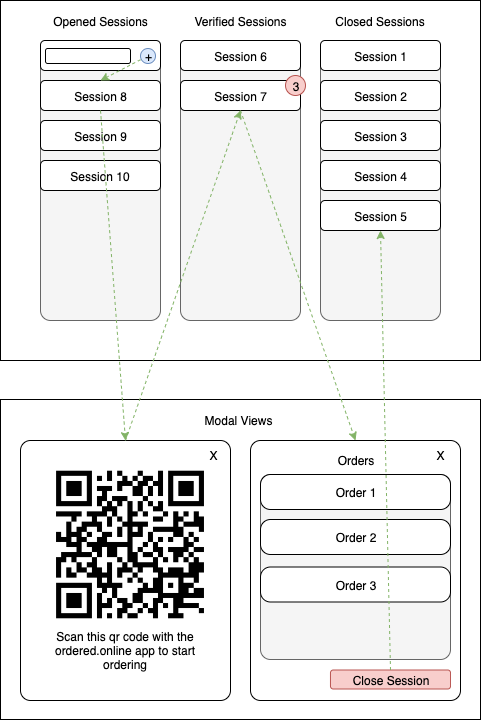 Opened Sessions
Verified Sessions
Closed Sessions
+
Session 6
Session 1
Session 8
Session 7
3
Session 2
Session 9
Session 3
Session 10
Session 4
Session 5
Modal Views
X
Scan this qr code with the
ordered.online app to start
ordering
X
Orders
Order 1
Order 2
Order 3
Close Session